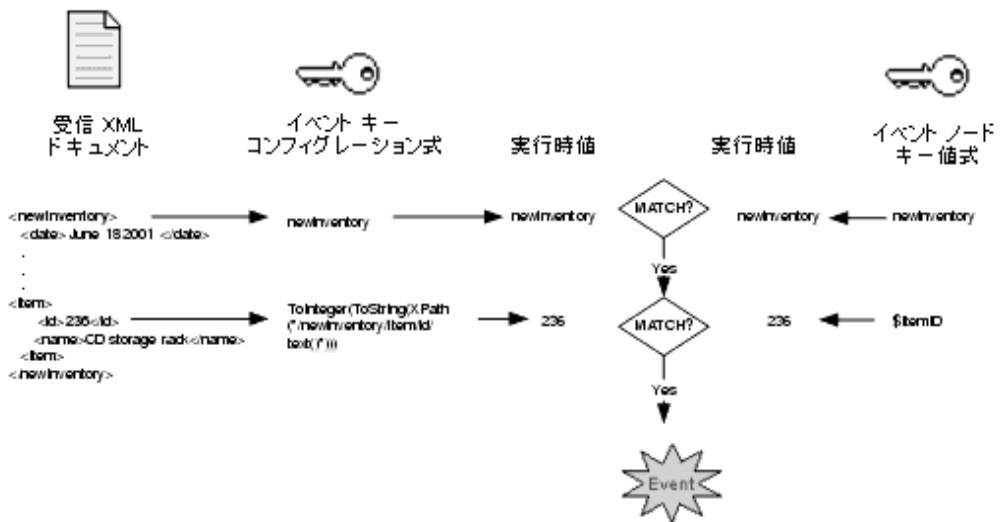 受信 XML
ドキュメント
イベント キー
コンフィグレーション式
実行時値
実行時値
イベント ノード
キー値式
<newInventory>
newInventory
newInventory
MATCH?
newInventory
newInventory
<date> June 18 2001 </date>
.
.
.
Yes
<item>
<id>236</id>
<name>CD storage rack</name>
<item>
</newInventory>
ToInteger(ToString(XPath
("/newInventory/item/id/
text()")))
236
MATCH?
236
$itemID
Yes
Event